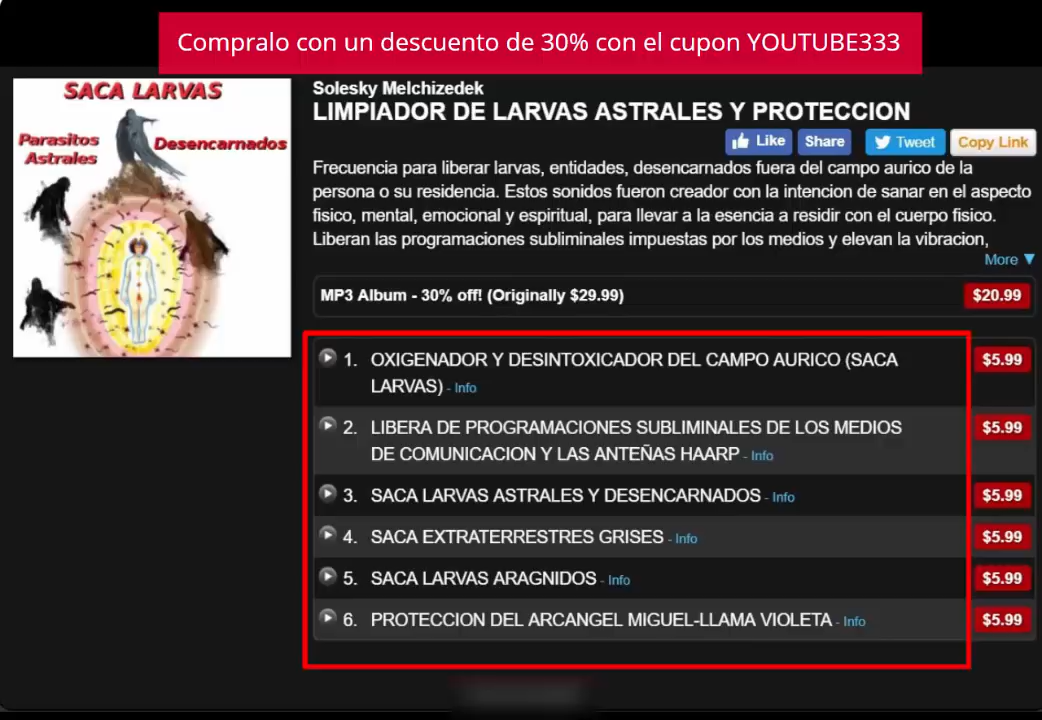 Compralo con un descuento de 30% con el cupon YOUTUBE333
SACA LARVAS
Parasitos
Astrales
Desencarnados
Solesky Melchizedek
LIMPIADOR DE LARVAS ASTRALES Y PROTECCION
Like
Share
Tweet
Copy Link
Frecuencia para liberar larvas, entidades, desencarnados fuera del campo aurico de la
persona o su residencia. Estos sonidos fueron creador con la intencion de sanar en el aspecto
fisico, mental, emocional y espiritual, para llevar a la esencia a residir con el cuerpo fisico.
Liberan las programaciones subliminales impuestas por los medios y elevan la vibracion,
More ▼
MP3 Album - 30% off! (Originally $29.99) $20.99
1. OXIGENADOR Y DESINTOXICADOR DEL CAMPO AURICO (SACA $5.99
LARVAS) - Info
2. LIBERA DE PROGRAMACIONES SUBLIMINALES DE LOS MEDIOS $5.99
DE COMUNICACION Y LAS ANTEÑAS HAARP - Info
3. SACA LARVAS ASTRALES Y DESENCARNADOS - Info $5.99
4. SACA EXTRATERRESTRES GRISES - Info $5.99
5. SACA LARVAS ARAGNIDOS - Info $5.99
6. PROTECCION DEL ARCANGEL MIGUEL-LLAMA VIOLETA - Info $5.99